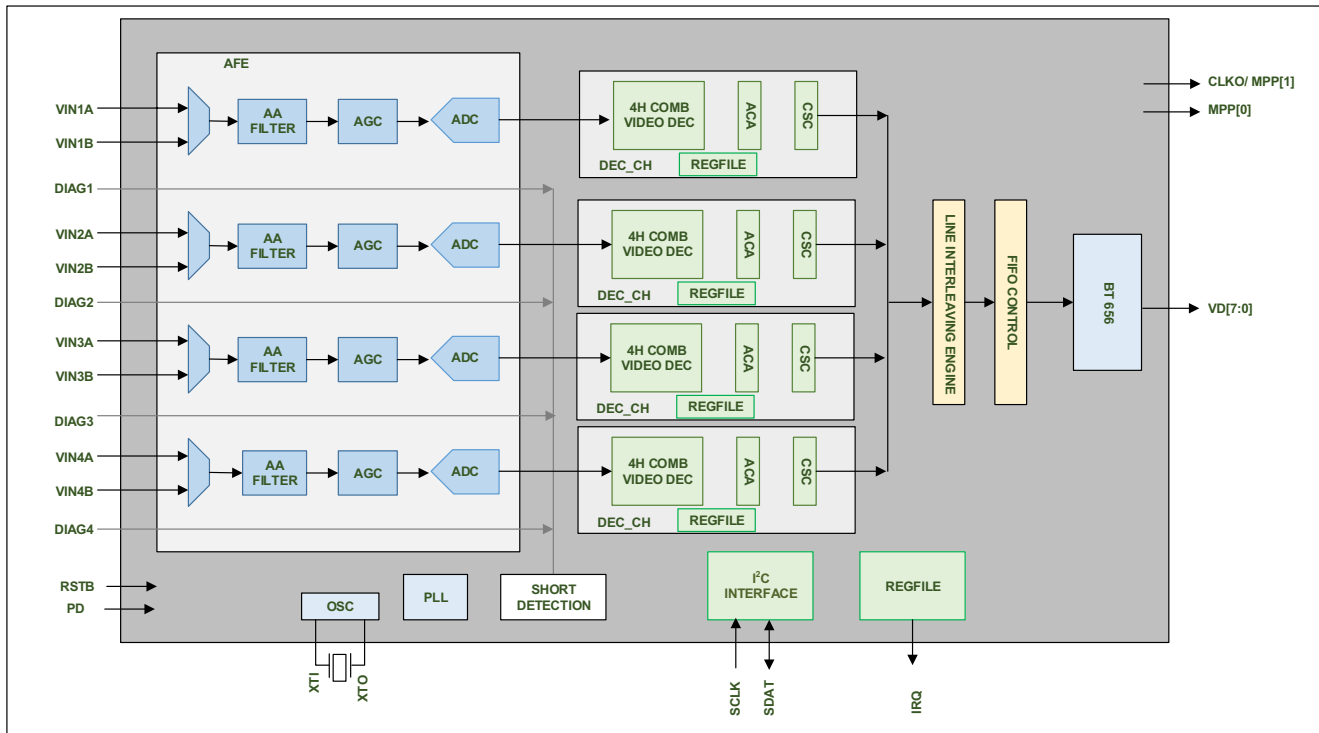 AFE
CLKO/ MPP[1]
MPP[0]
VIN1A
VIN1B
AA
FILTER
AGC
ADC
4H COMB
VIDEO DEC
ACA
CSC
DEC_CH
REGFILE
DIAG1
VIN2A
VIN2B
AA
FILTER
AGC
ADC
4H COMB
VIDEO DEC
ACA
CSC
DEC_CH
REGFILE
DIAG2
VIN3A
VIN3B
AA
FILTER
AGC
ADC
4H COMB
VIDEO DEC
ACA
CSC
DEC_CH
REGFILE
DIAG3
VIN4A
VIN4B
AA
FILTER
AGC
ADC
4H COMB
VIDEO DEC
ACA
CSC
DEC_CH
REGFILE
DIAG4
LINE INTERLEAVING ENGINE
FIFO CONTROL
BT 656
VD[7:0]
RSTB
PD
OSC
PLL
SHORT
DETECTION
I²C
INTERFACE
REGFILE
XTI
XTO
SCLK
SDAT
IRQ